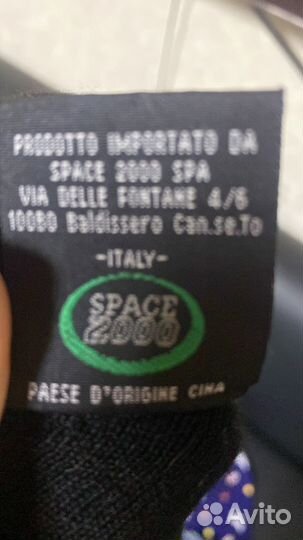 PRODOTTO IMPORTATO DA
SPACE 2000 SPA
VIA DELLE FONTANE 4/6
10080 Baldissero Can.se.To
-ITALY-
SPACE
2000
PAESE D'ORIGINE CINA
Avito